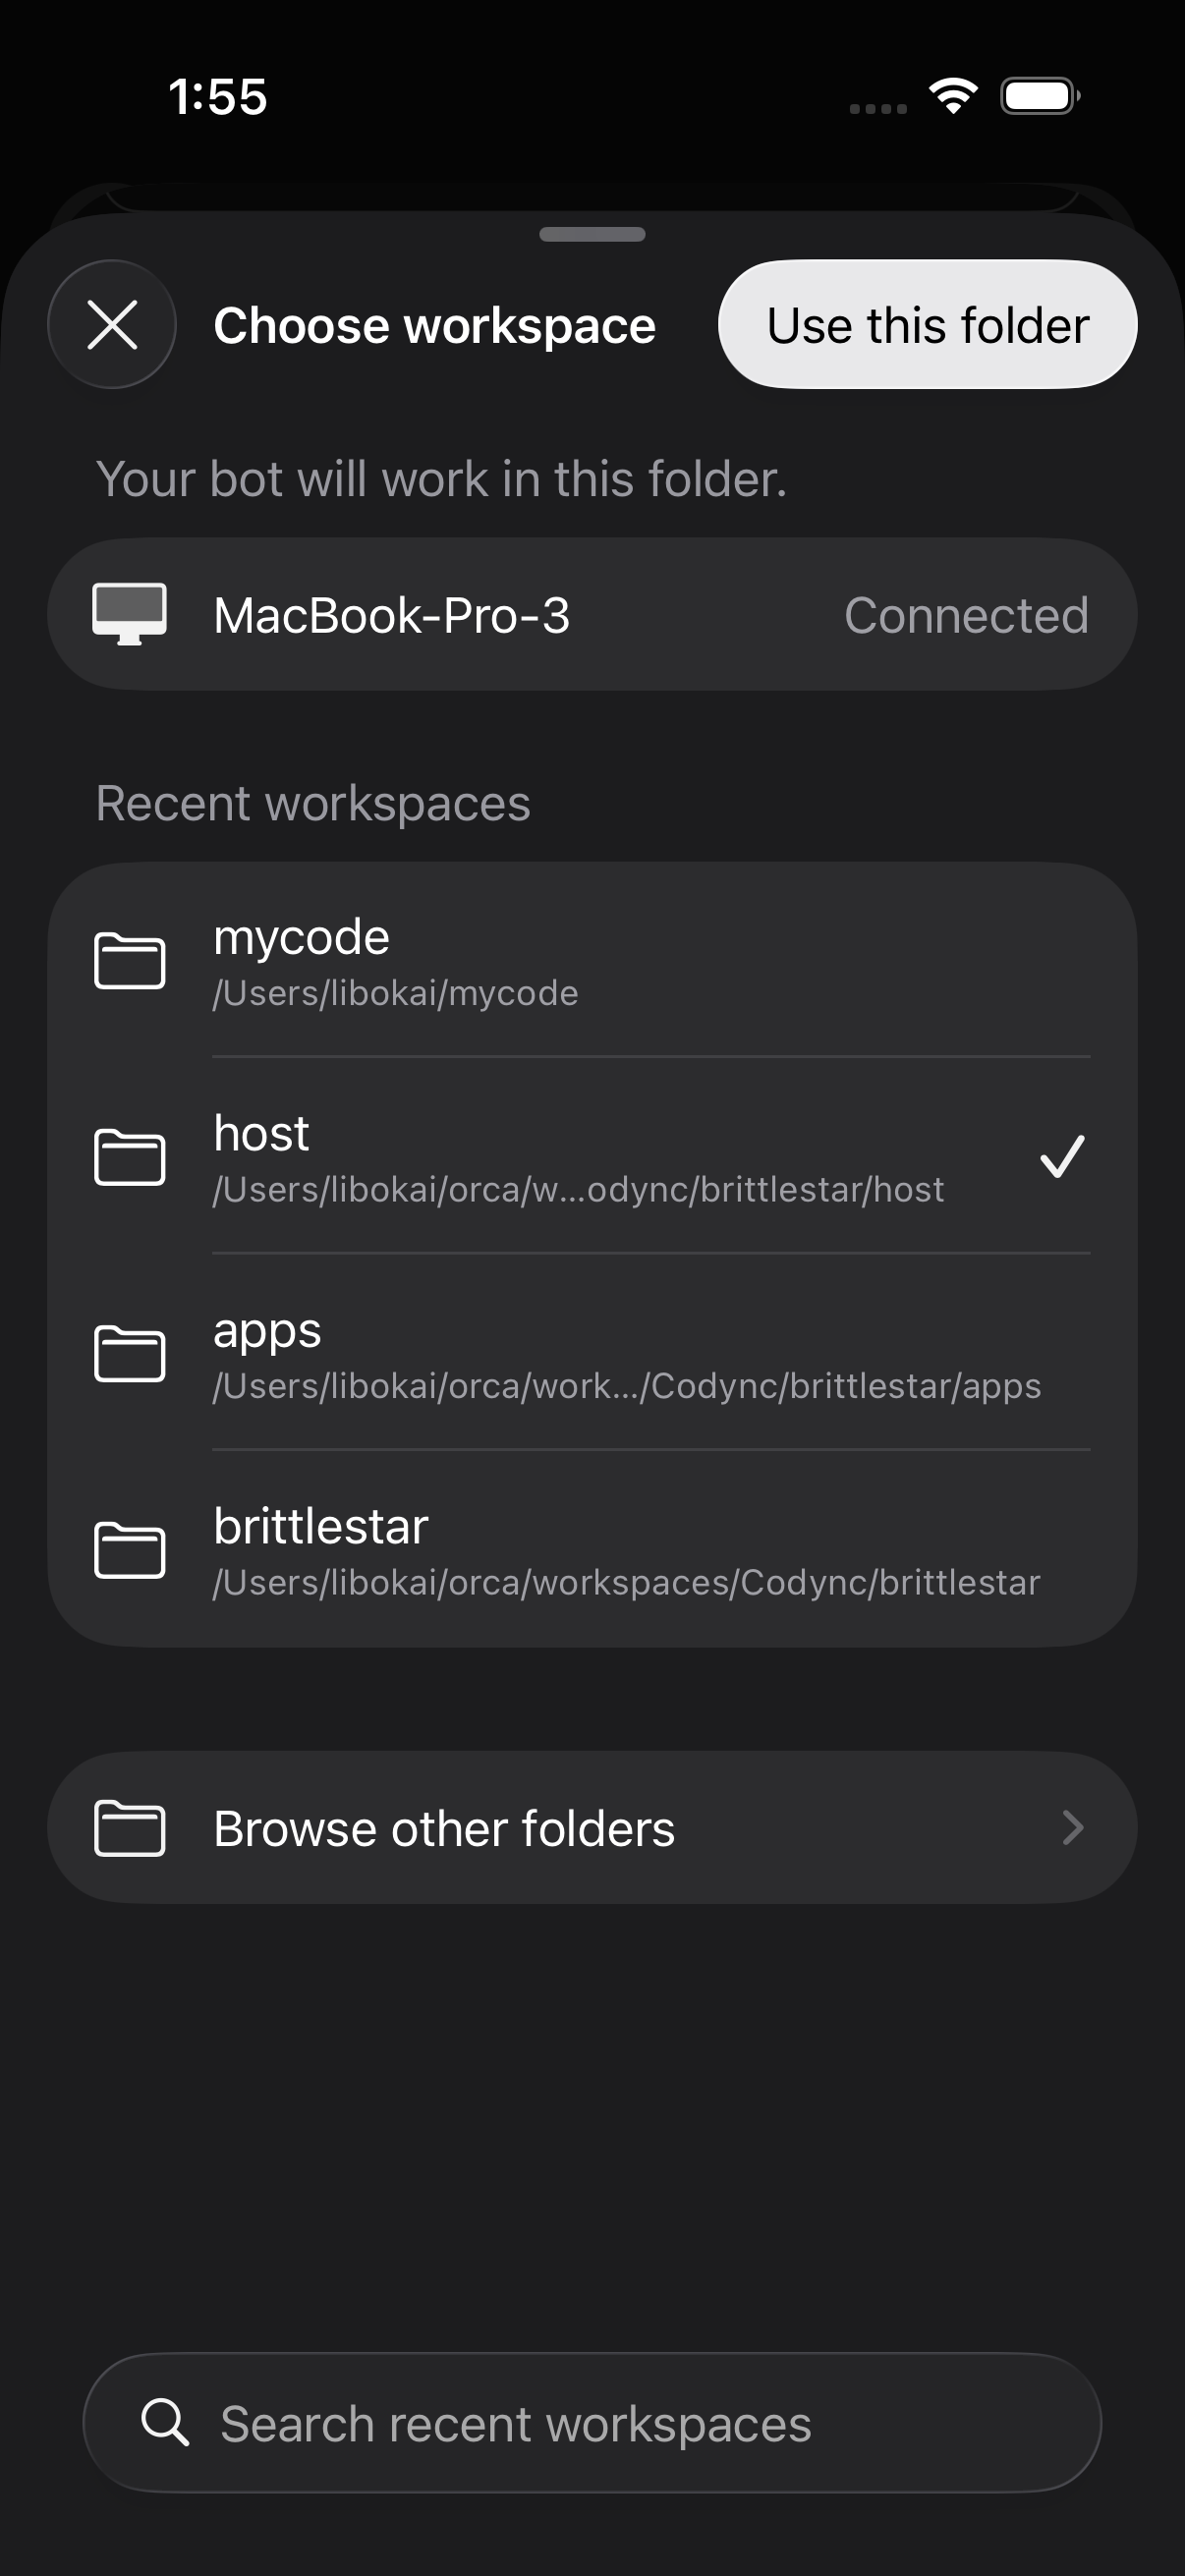 1:55
Choose workspace
Use this folder
Your bot will work in this folder.
MacBook-Pro-3
Connected
Recent workspaces
mycode
/Users/libokai/mycode
host
/Users/libokai/orca/w...odync/brittlestar/host
apps
/Users/libokai/orca/work.../Codync/brittlestar/apps
brittlestar
/Users/libokai/orca/workspaces/Codync/brittlestar
Browse other folders
Search recent workspaces